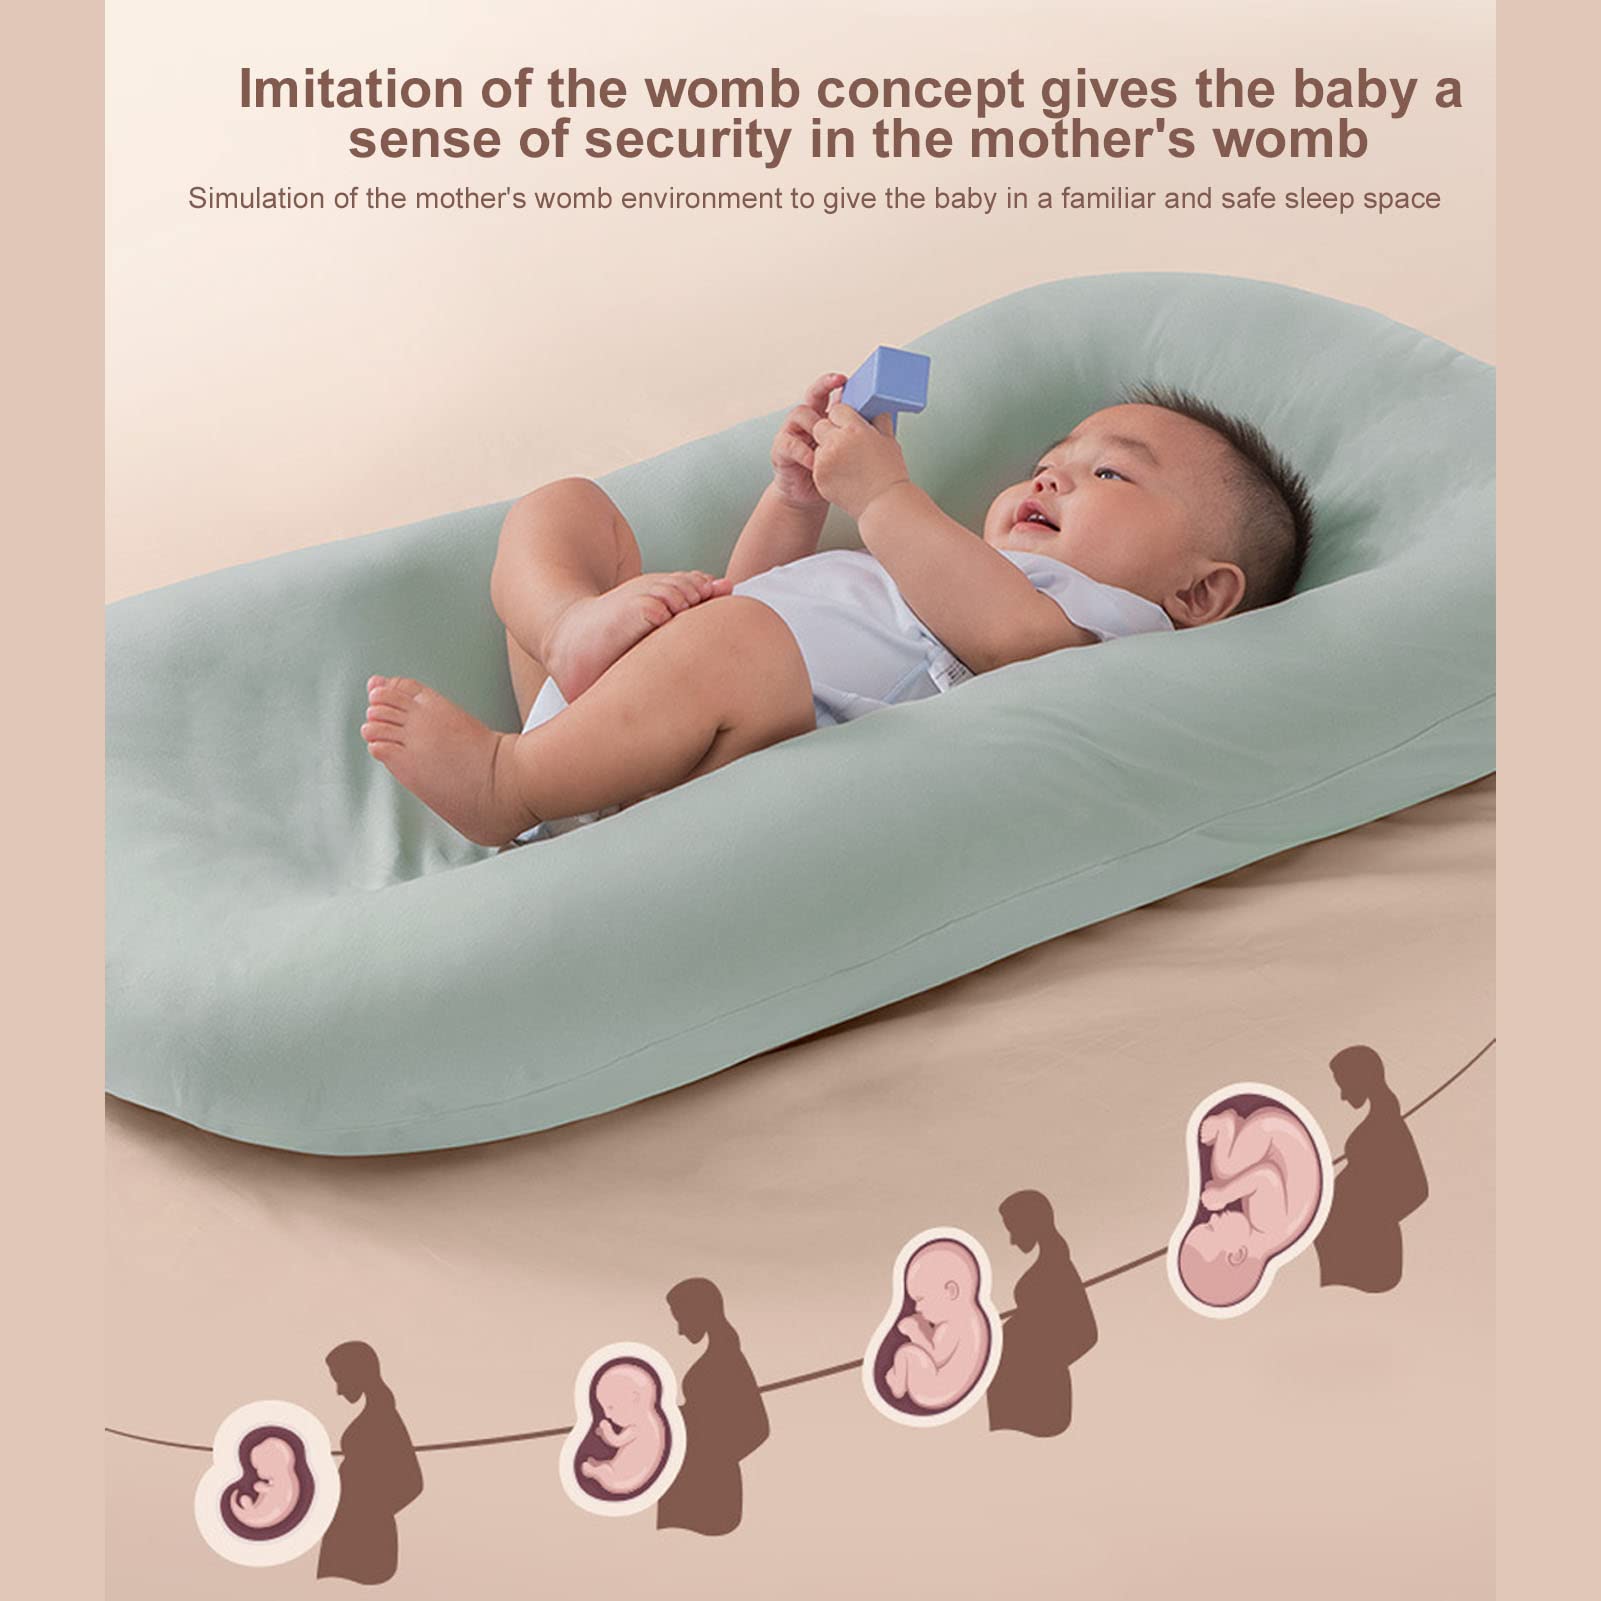 Imitation of the womb concept gives the baby a
sense of security in the mother's womb
Simulation of the mother's womb environment to give the baby in a familiar and safe sleep space